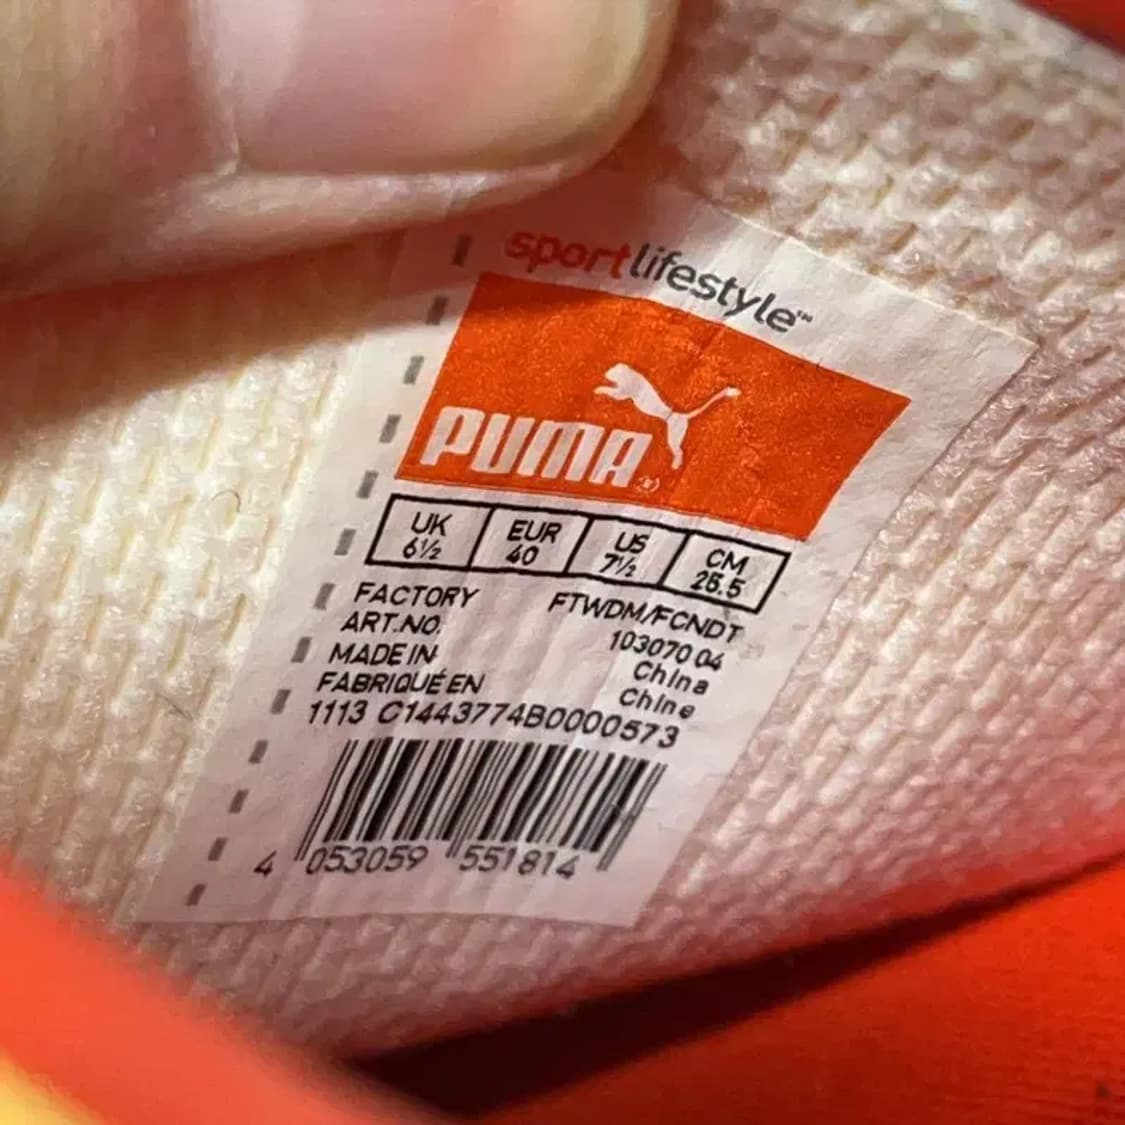 sportlifestyle™
PUMA®
UK EUR US CM
6½ 40 7½ 25.5
FACTORY FTWDM/FCNDT
ART.NO. 103070 04
MADE IN China
FABRIQUÉ EN Chine
1113 C1443774B0000573
4 053059 551814